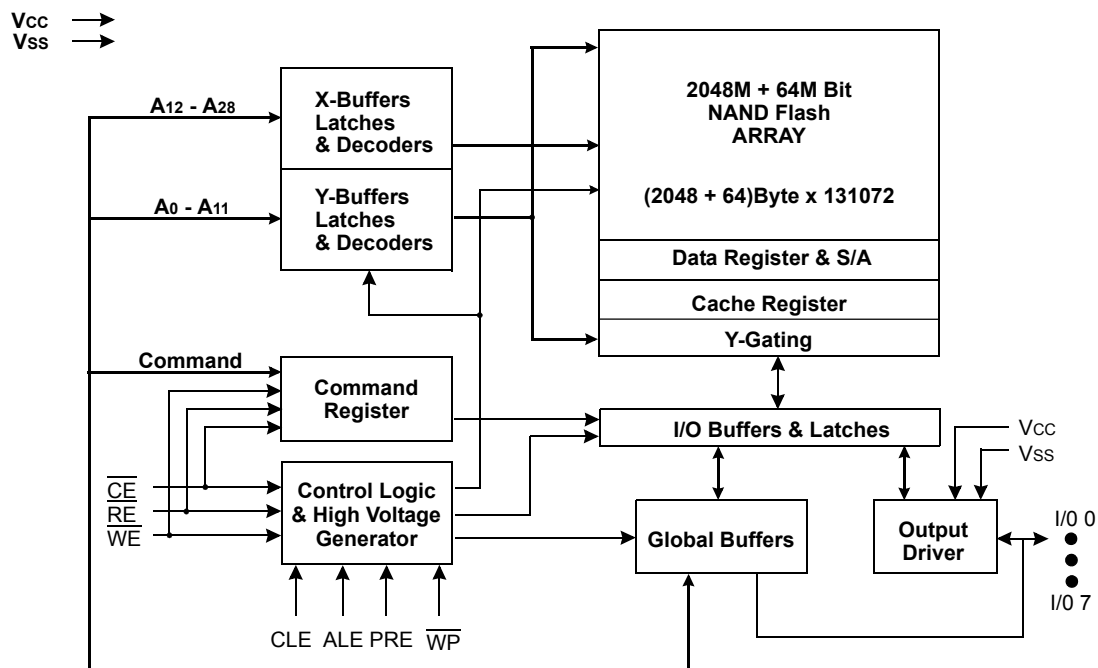 VCC
VSS
A12 - A28
X-Buffers
Latches
& Decoders
A0 - A11
Y-Buffers
Latches
& Decoders
2048M + 64M Bit
NAND Flash
ARRAY
(2048 + 64)Byte x 131072
Data Register & S/A
Cache Register
Y-Gating
Command
Command
Register
I/O Buffers & Latches
VCC
VSS
CE
RE
WE
Control Logic
& High Voltage
Generator
Global Buffers
Output
Driver
I/0 0
I/0 7
CLE
ALE
PRE
WP